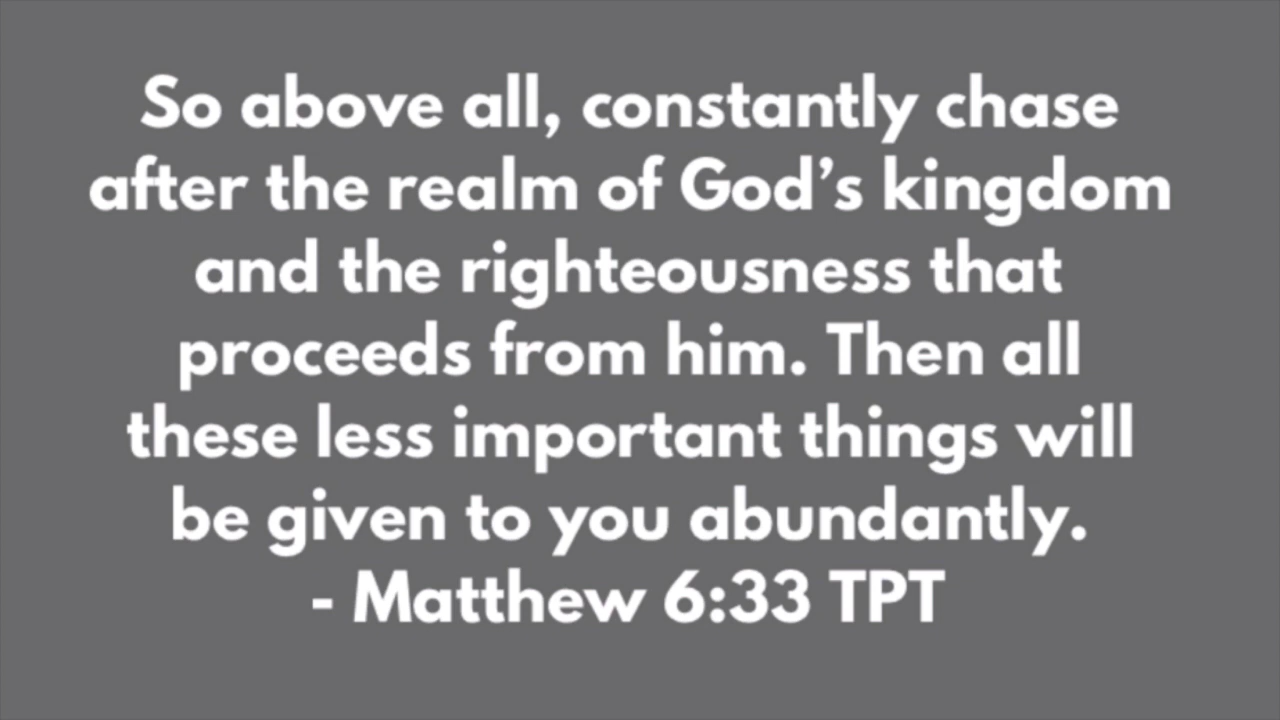 So above all, constantly chase
after the realm of God’s kingdom
and the righteousness that
proceeds from him. Then all
these less important things will
be given to you abundantly.
- Matthew 6:33 TPT